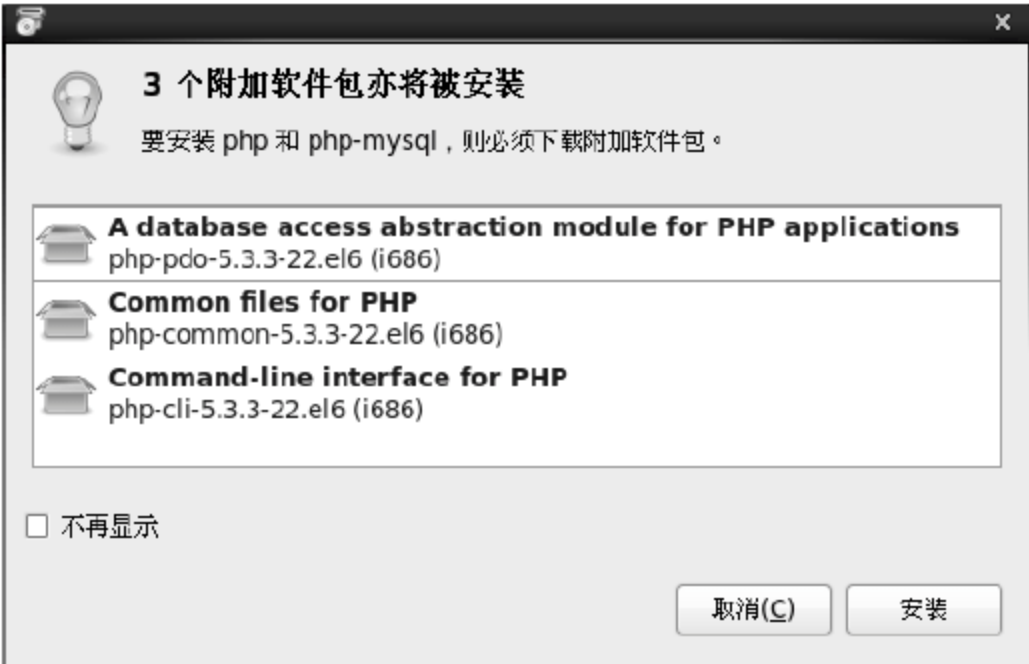 3 个附加软件包亦将被安装
要安装 php 和 php-mysql，则必须下载附加软件包。
A database access abstraction module for PHP applications
php-pdo-5.3.3-22.el6 (i686)
Common files for PHP
php-common-5.3.3-22.el6 (i686)
Command-line interface for PHP
php-cli-5.3.3-22.el6 (i686)
不再显示
取消(C) 安装